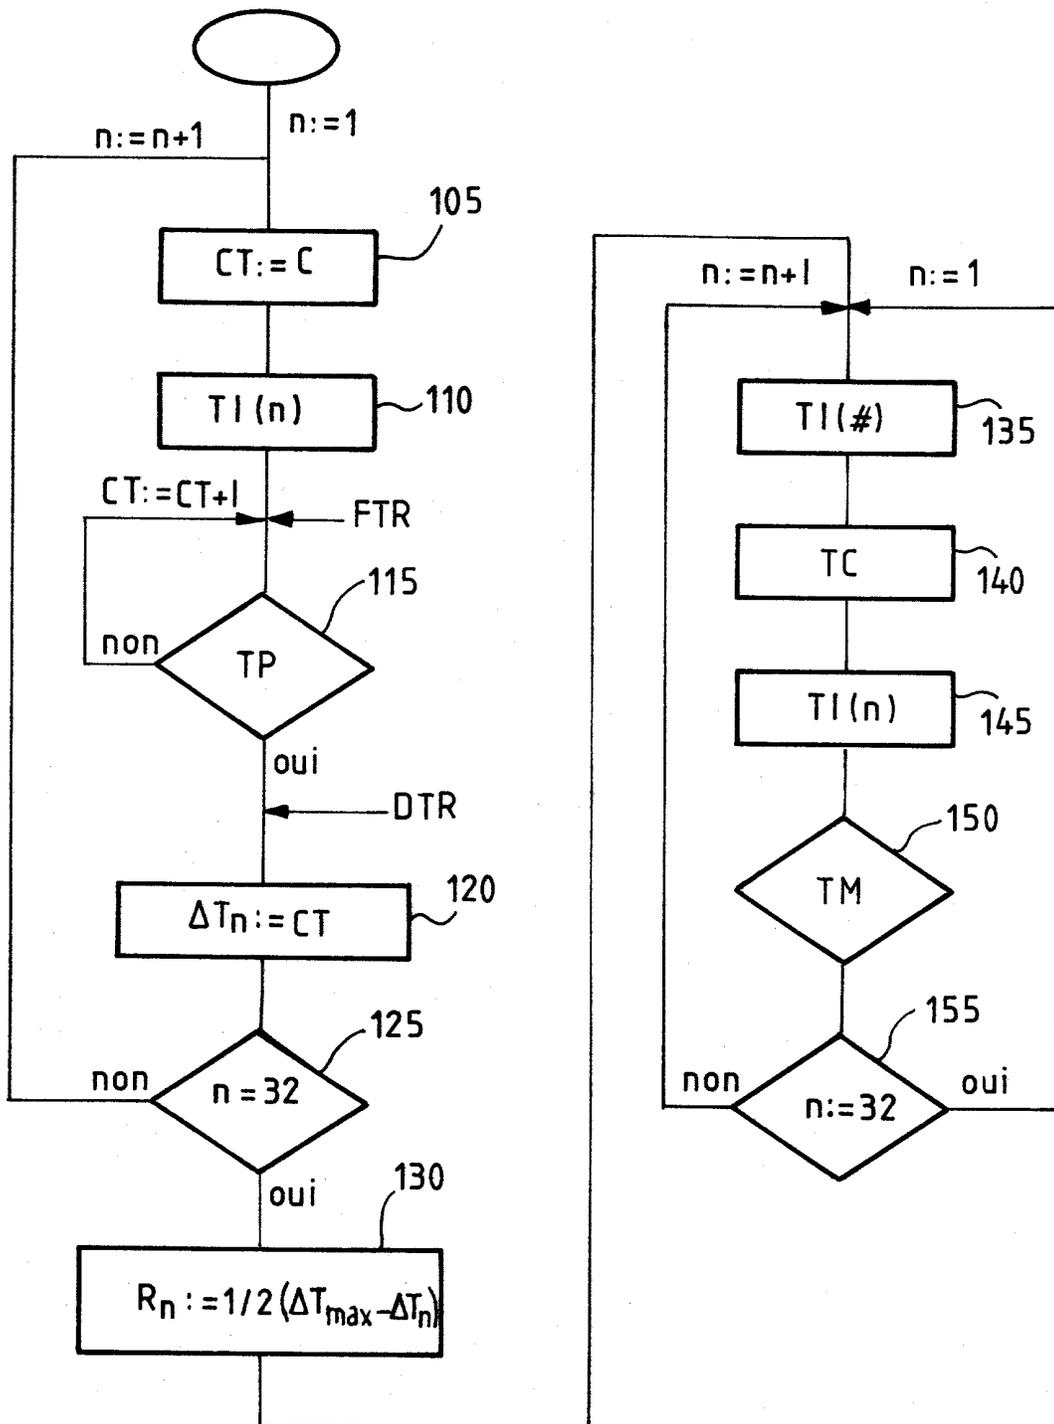 n:=1
n:=n+1
105
CT:=C
TI(n)
110
CT:=CT+1
FTR
115
non
TP
oui
DTR
ΔTn:=CT
120
125
non
n=32
oui
130
Rn:=1/2(ΔTmax-ΔTn)
n:=n+1
n:=1
TI(#)
135
TC
140
TI(n)
145
150
TM
155
non
n:=32
oui